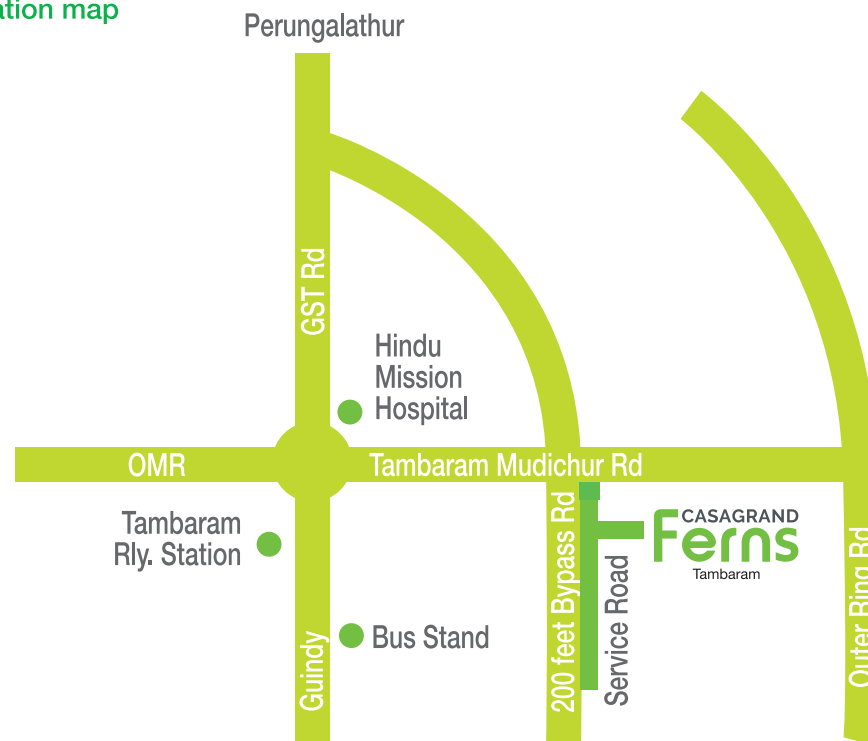 map
Perungalathur
GST Rd
Hindu
Mission
Hospital
OMR
Tambaram Mudichur Rd
Tambaram
Rly. Station
CASAGRAND
Ferns
Tambaram
200 feet Bypass Rd
Service Road
Outer Ring Rd
Guindy
Bus Stand